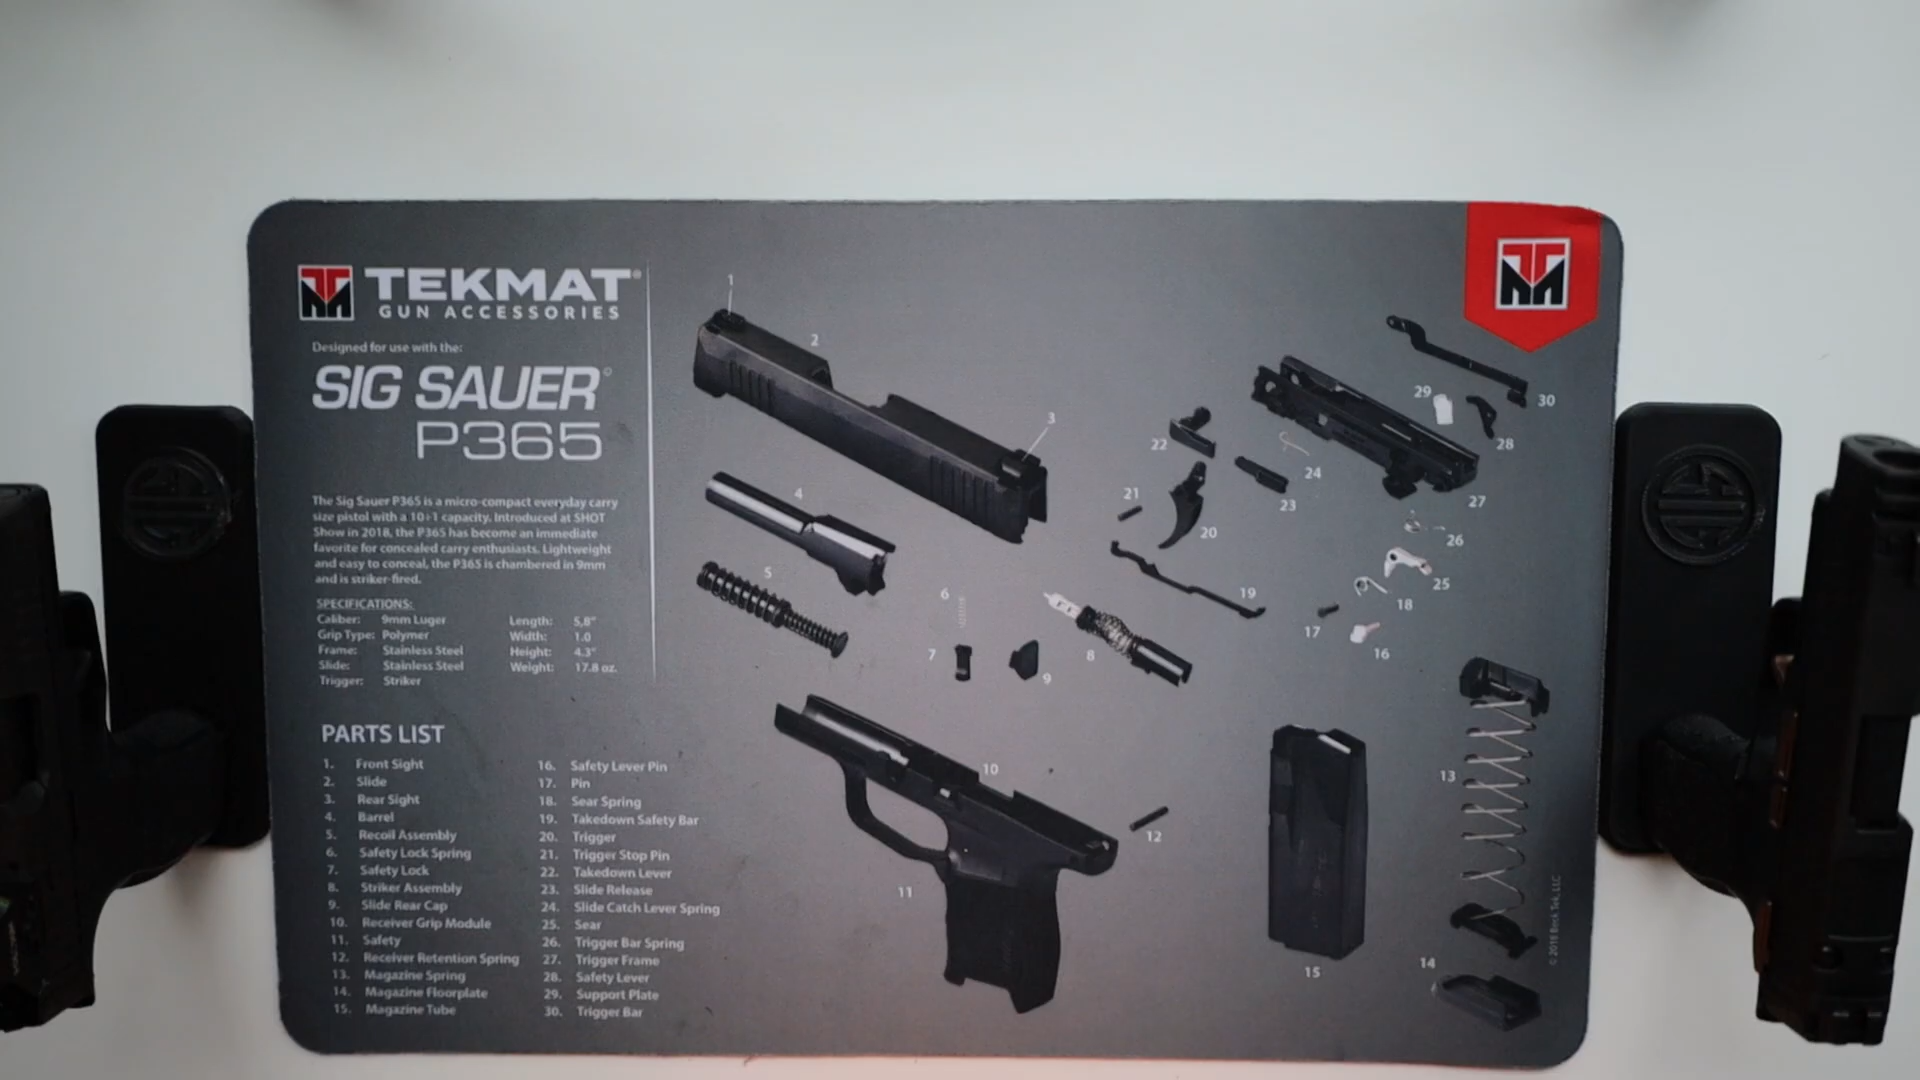 TEKMAT®
GUN ACCESSORIES
Designed for use with the:
SIG SAUER
P365
The Sig Sauer P365 is a micro-compact everyday carry
size pistol with a 10+1 capacity. Introduced at SHOT
Show in 2018, the P365 has become an immediate
favorite for concealed carry enthusiasts. Lightweight
and easy to conceal, the P365 is chambered in 9mm
and is striker-fired.
SPECIFICATIONS:
Caliber: 9mm Luger Length: 5,8"
Grip Type: Polymer Width: 1.0
Frame: Stainless Steel Height: 4.3"
Slide: Stainless Steel Weight: 17.8 oz.
Trigger: Striker
PARTS LIST
1. Front Sight
2. Slide
3. Rear Sight
4. Barrel
5. Recoil Assembly
6. Safety Lock Spring
7. Safety Lock
8. Striker Assembly
9. Slide Rear Cap
10. Receiver Grip Module
11. Safety
12. Receiver Retention Spring
13. Magazine Spring
14. Magazine Floorplate
15. Magazine Tube
16. Safety Lever Pin
17. Pin
18. Sear Spring
19. Takedown Safety Bar
20. Trigger
21. Trigger Stop Pin
22. Takedown Lever
23. Slide Release
24. Slide Catch Lever Spring
25. Sear
26. Trigger Bar Spring
27. Trigger Frame
28. Safety Lever
29. Support Plate
30. Trigger Bar
1
2
3
4
5
6
7
8
9
10
11
12
13
14
15
16
17
18
19
20
21
22
23
24
25
26
27
28
29
30